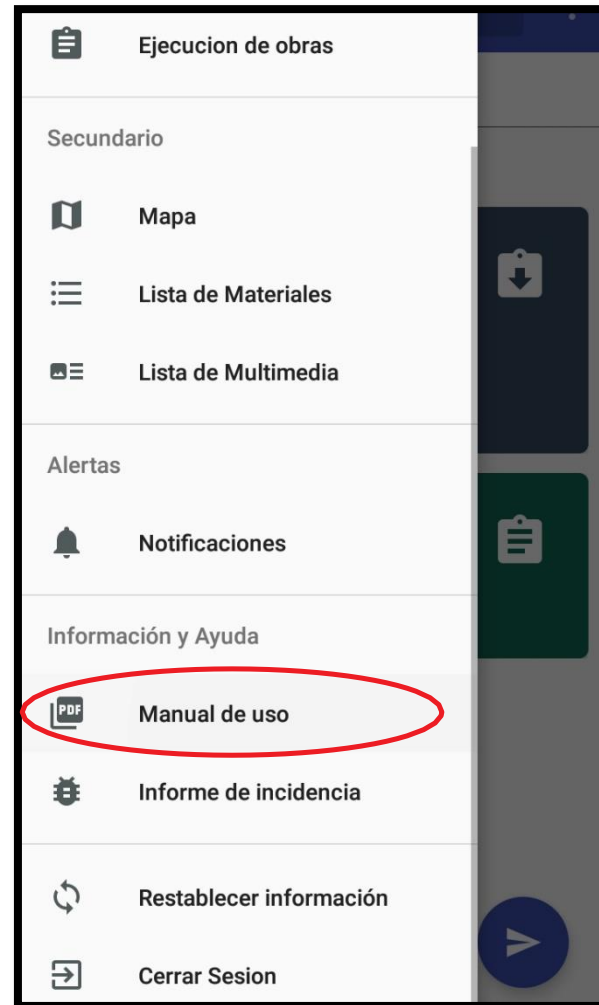 Ejecucion de obras
Secundario
Mapa
Lista de Materiales
Lista de Multimedia
Alertas
Notificaciones
Información y Ayuda
PDF
Manual de uso
Informe de incidencia
Restablecer información
Cerrar Sesion